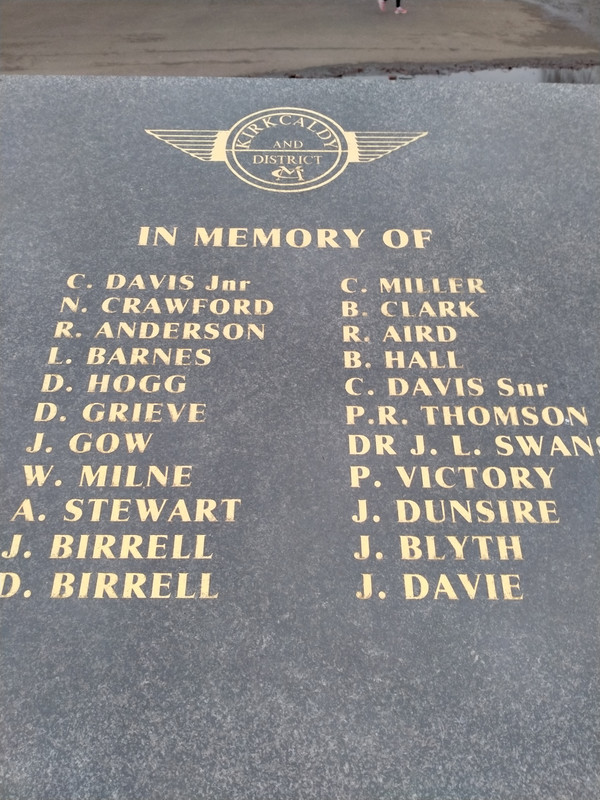 KIRKCALDY
AND
DISTRICT
MC
IN MEMORY OF
C. DAVIS Jnr
N. CRAWFORD
R. ANDERSON
L. BARNES
D. HOGG
D. GRIEVE
J. GOW
W. MILNE
A. STEWART
J. BIRRELL
D. BIRRELL
C. MILLER
B. CLARK
R. AIRD
B. HALL
C. DAVIS Snr
P.R. THOMSON
DR J. L. SWANS
P. VICTORY
J. DUNSIRE
J. BLYTH
J. DAVIE